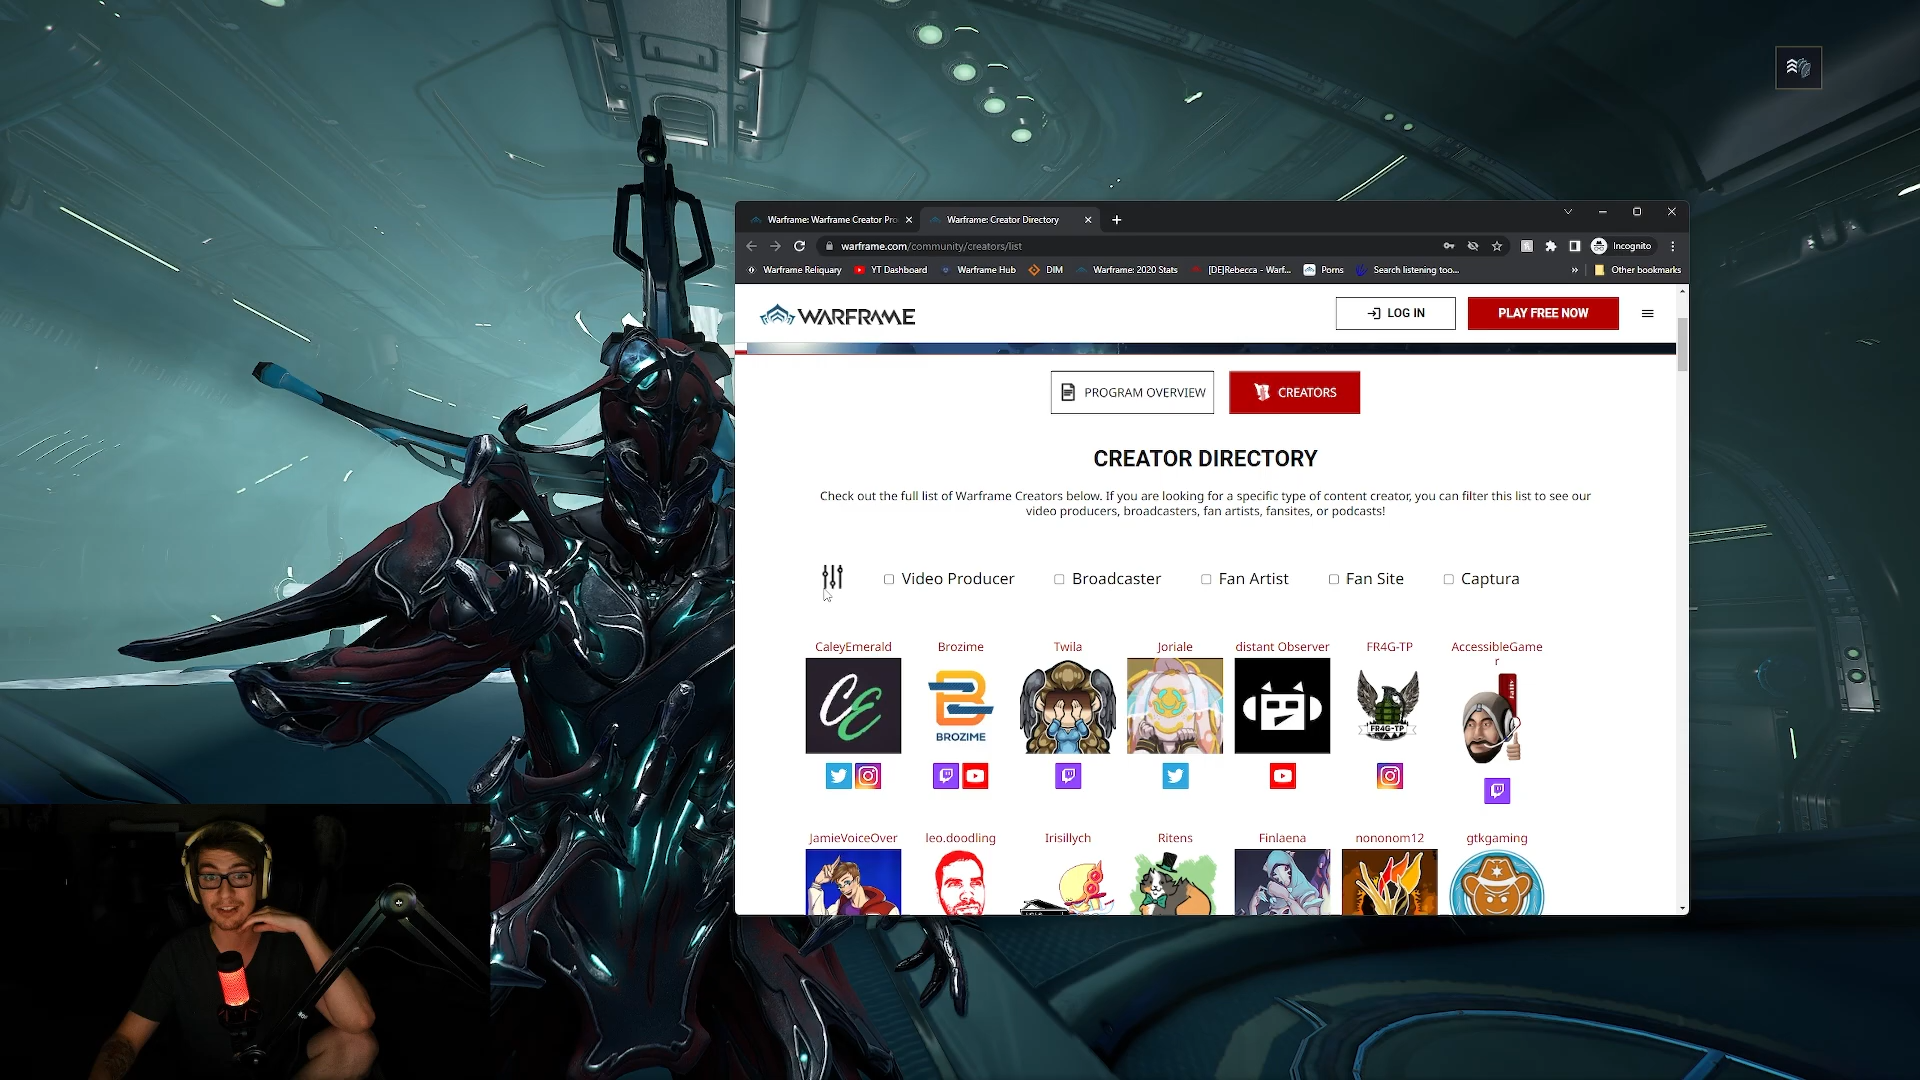 Warframe: Warframe Creator Pro
Warframe: Creator Directory
warframe.com/community/creators/list
Incognito
Warframe Reliquary
YT Dashboard
Warframe Hub
DIM
Warframe: 2020 Stats
[DE]Rebecca - Warf...
Porns
Search listening too...
Other bookmarks
WARFRAME
LOG IN
PLAY FREE NOW
PROGRAM OVERVIEW
CREATORS
CREATOR DIRECTORY
Check out the full list of Warframe Creators below. If you are looking for a specific type of content creator, you can filter this list to see our
video producers, broadcasters, fan artists, fansites, or podcasts!
Video Producer
Broadcaster
Fan Artist
Fan Site
Captura
CaleyEmerald
Brozime
Twila
Joriale
distant Observer
FR4G-TP
AccessibleGame
r
CE
B
BROZIME
FR4G-TP
JamieVoiceOver
leo.doodling
Irisillych
Ritens
Finlaena
nononom12
gtkgaming